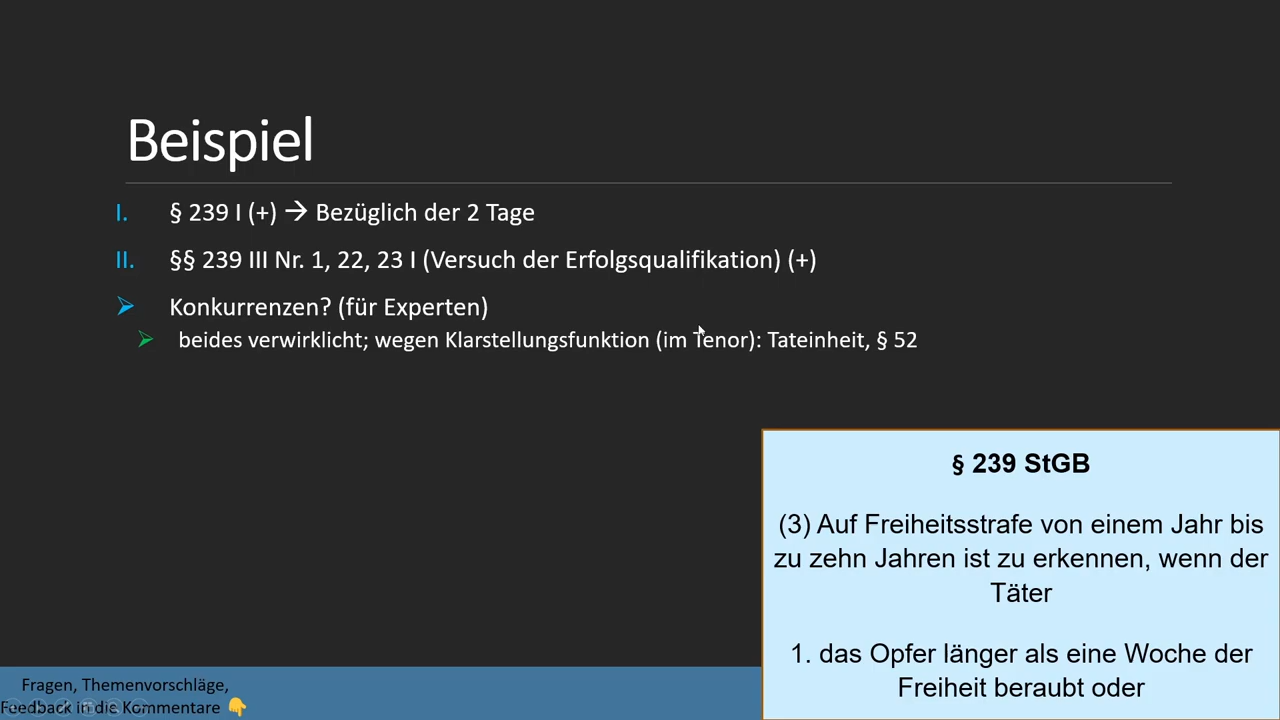 Beispiel
I. § 239 I (+) → Bezüglich der 2 Tage
II. §§ 239 III Nr. 1, 22, 23 I (Versuch der Erfolgsqualifikation) (+)
➢ Konkurrenzen? (für Experten)
➢ beides verwirklicht; wegen Klarstellungsfunktion (im Tenor): Tateinheit, § 52
§ 239 StGB
(3) Auf Freiheitsstrafe von einem Jahr bis
zu zehn Jahren ist zu erkennen, wenn der
Täter
1. das Opfer länger als eine Woche der
Freiheit beraubt oder
Fragen, Themenvorschläge,
Feedback in die Kommentare 👇